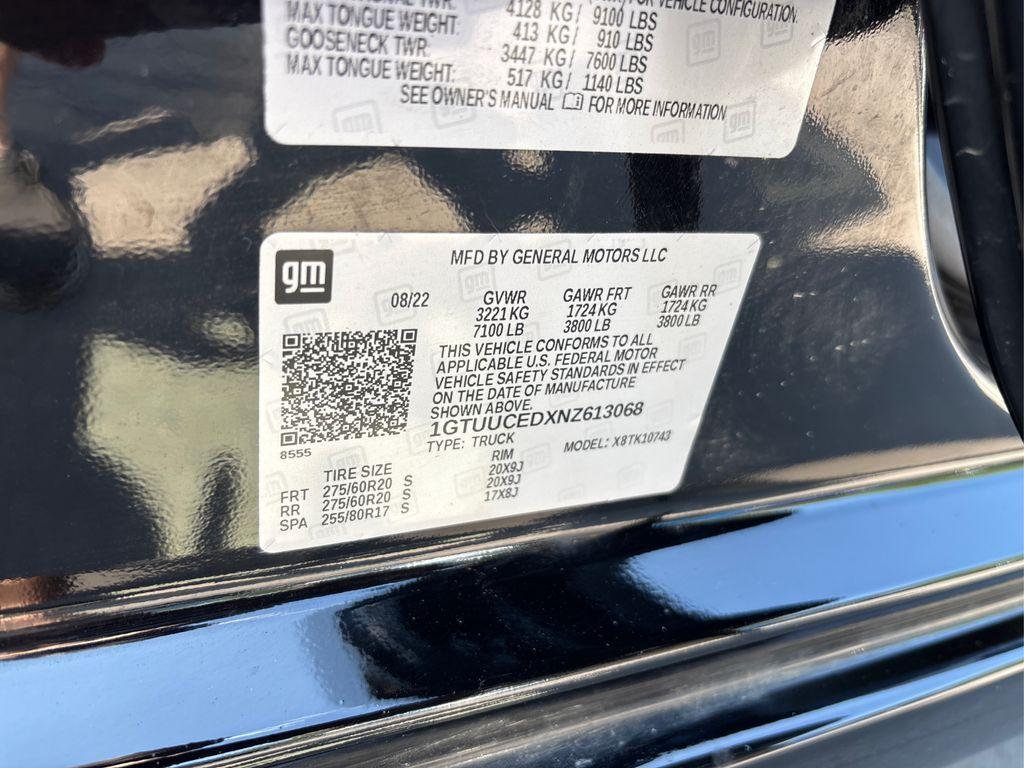 TWR:
FOR VEHICLE CONFIGURATION.
4128 KG/ 9100 LBS
MAX TONGUE WEIGHT: 413 KG/ 910 LBS
GOOSENECK TWR: 3447 KG/ 7600 LBS
MAX TONGUE WEIGHT: 517 KG/ 1140 LBS
SEE OWNER'S MANUAL FOR MORE INFORMATION
gm
MFD BY GENERAL MOTORS LLC
08/22 GVWR GAWR FRT GAWR RR
3221 KG 1724 KG 1724 KG
7100 LB 3800 LB 3800 LB
THIS VEHICLE CONFORMS TO ALL
APPLICABLE U.S. FEDERAL MOTOR
VEHICLE SAFETY STANDARDS IN EFFECT
ON THE DATE OF MANUFACTURE
SHOWN ABOVE.
1GTUUCEDXNZ613068
8555
TYPE: TRUCK MODEL: X8TK10743
TIRE SIZE RIM
FRT 275/60R20 S 20X9J
RR 275/60R20 S 20X9J
SPA 255/80R17 S 17X8J